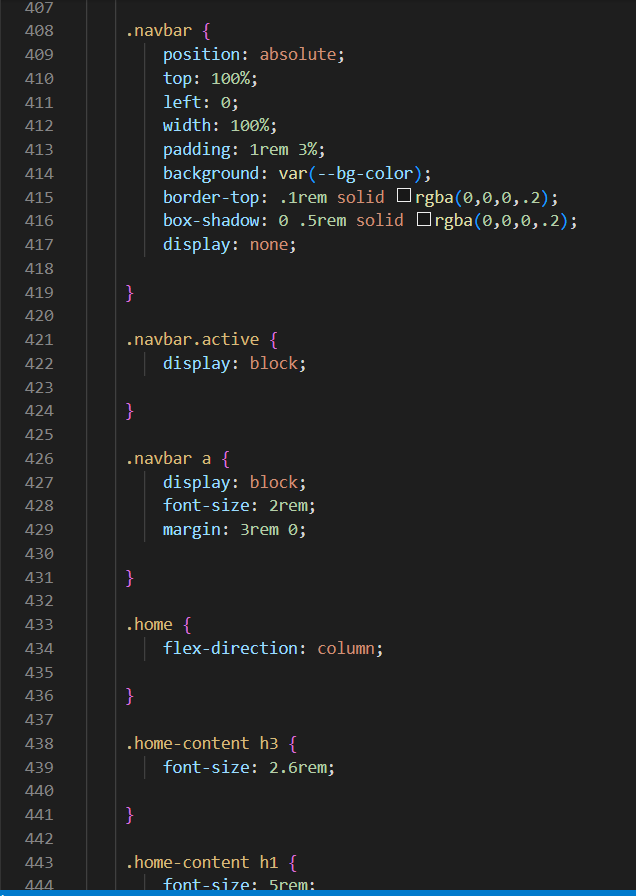 407
408 .navbar {
409 position: absolute;
410 top: 100%;
411 left: 0;
412 width: 100%;
413 padding: 1rem 3%;
414 background: var(--bg-color);
415 border-top: .1rem solid rgba(0,0,0,.2);
416 box-shadow: 0 .5rem solid rgba(0,0,0,.2);
417 display: none;
418
419 }
420
421 .navbar.active {
422 display: block;
423
424 }
425
426 .navbar a {
427 display: block;
428 font-size: 2rem;
429 margin: 3rem 0;
430
431 }
432
433 .home {
434 flex-direction: column;
435
436 }
437
438 .home-content h3 {
439 font-size: 2.6rem;
440
441 }
442
443 .home-content h1 {
444 font-size: 5rem;